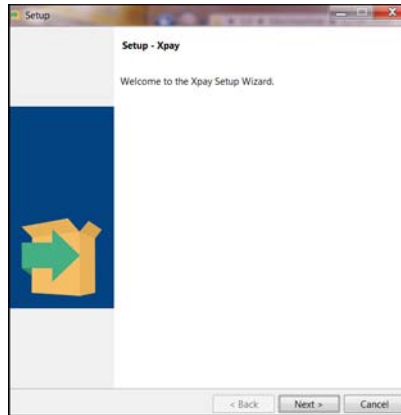 Setup
Setup - Xpay
Welcome to the Xpay Setup Wizard.
< Back
Next >
Cancel